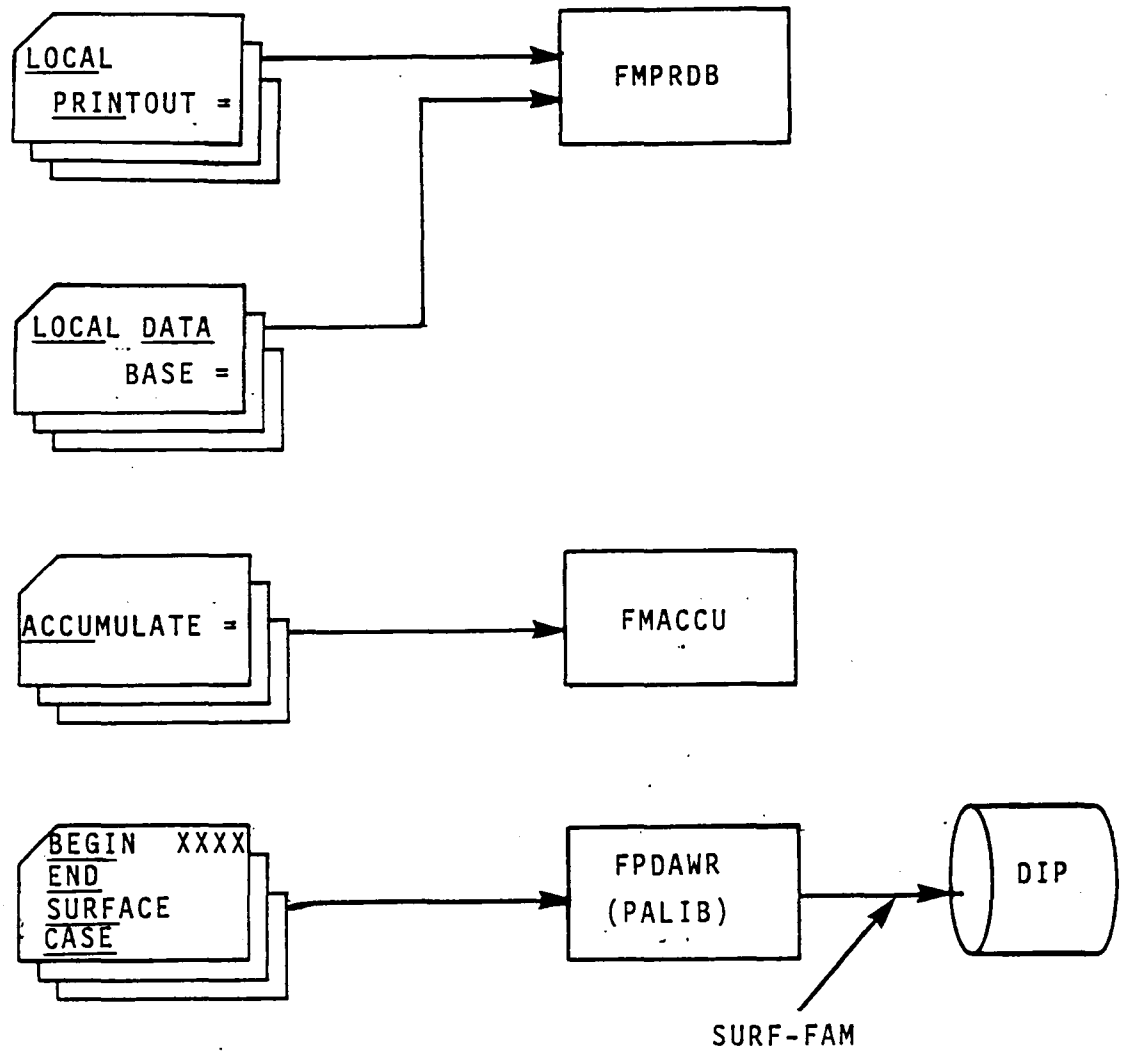 LOCAL
PRINTOUT =
FMPRDB
LOCAL DATA
BASE =
ACCUMULATE =
FMACCU
BEGIN XXXX
END
SURFACE
CASE
FPDAWR
(PALIB)
DIP
SURF-FAM